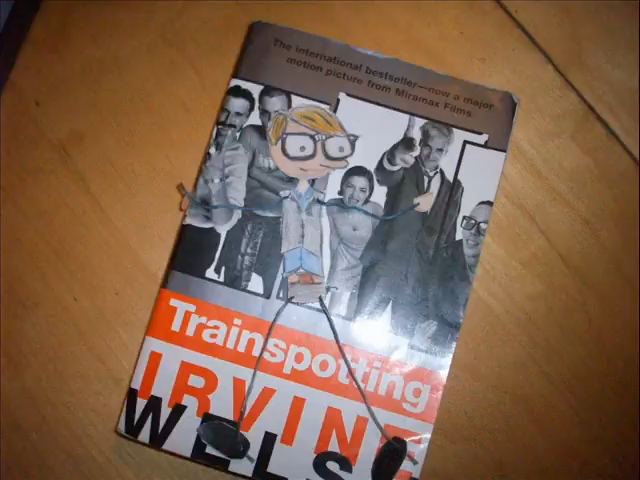 The international bestseller—now a major
motion picture from Miramax Films
Trainspotting
IRVINE
WELS